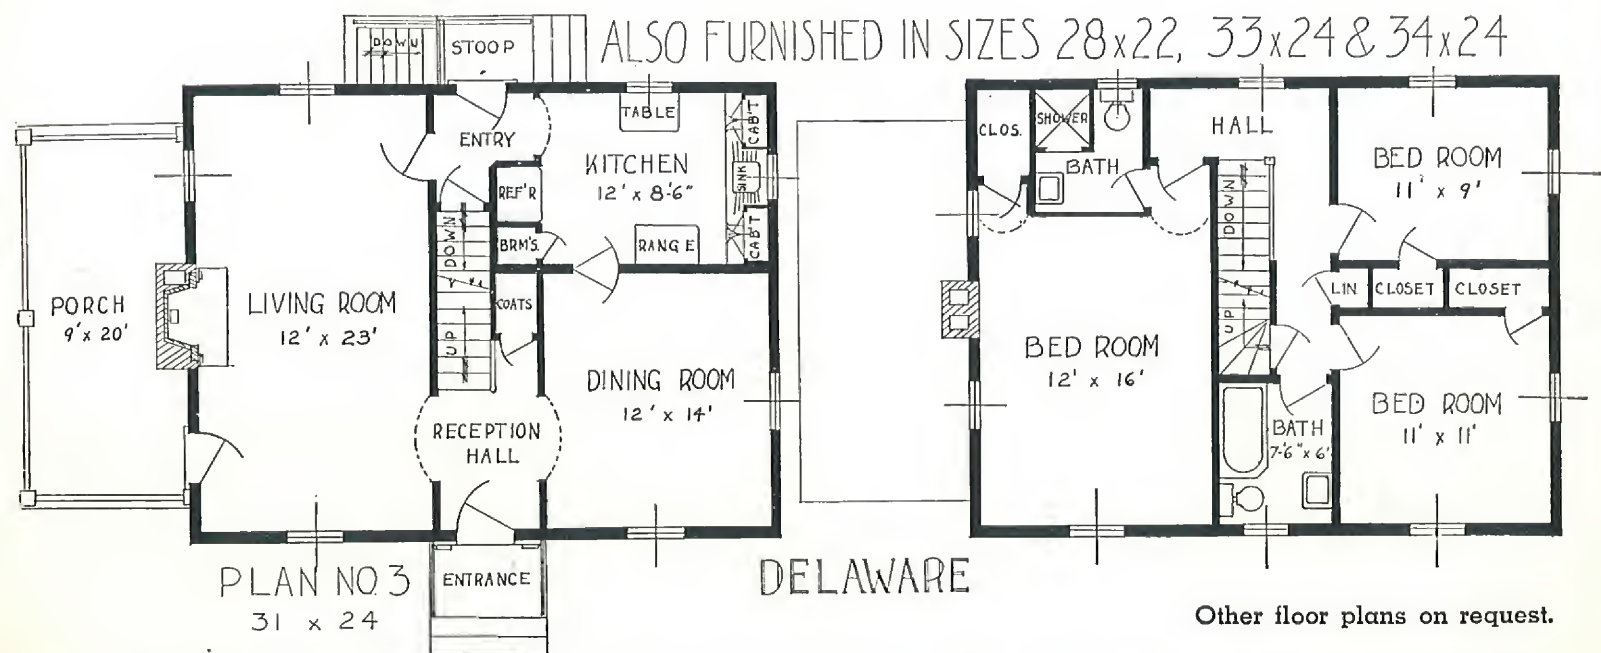 ALSO FURNISHED IN SIZES 28x22, 33x24 & 34x24
DOWN
STOOP
ENTRY
TABLE
CAB'T
KITCHEN
12' x 8'-6"
SINK
REF'R
BRM'S.
RANGE
CAB'T
DOWN
UP
COATS
PORCH
9' x 20'
LIVING ROOM
12' x 23'
DINING ROOM
12' x 14'
RECEPTION
HALL
ENTRANCE
PLAN NO. 3
31 x 24
CLOS.
SHOWER
BATH
HALL
BED ROOM
11' x 9'
DOWN
UP
LIN
CLOSET
CLOSET
BED ROOM
12' x 16'
BED ROOM
11' x 11'
BATH
7'-6" x 6'
DELAWARE
Other floor plans on request.